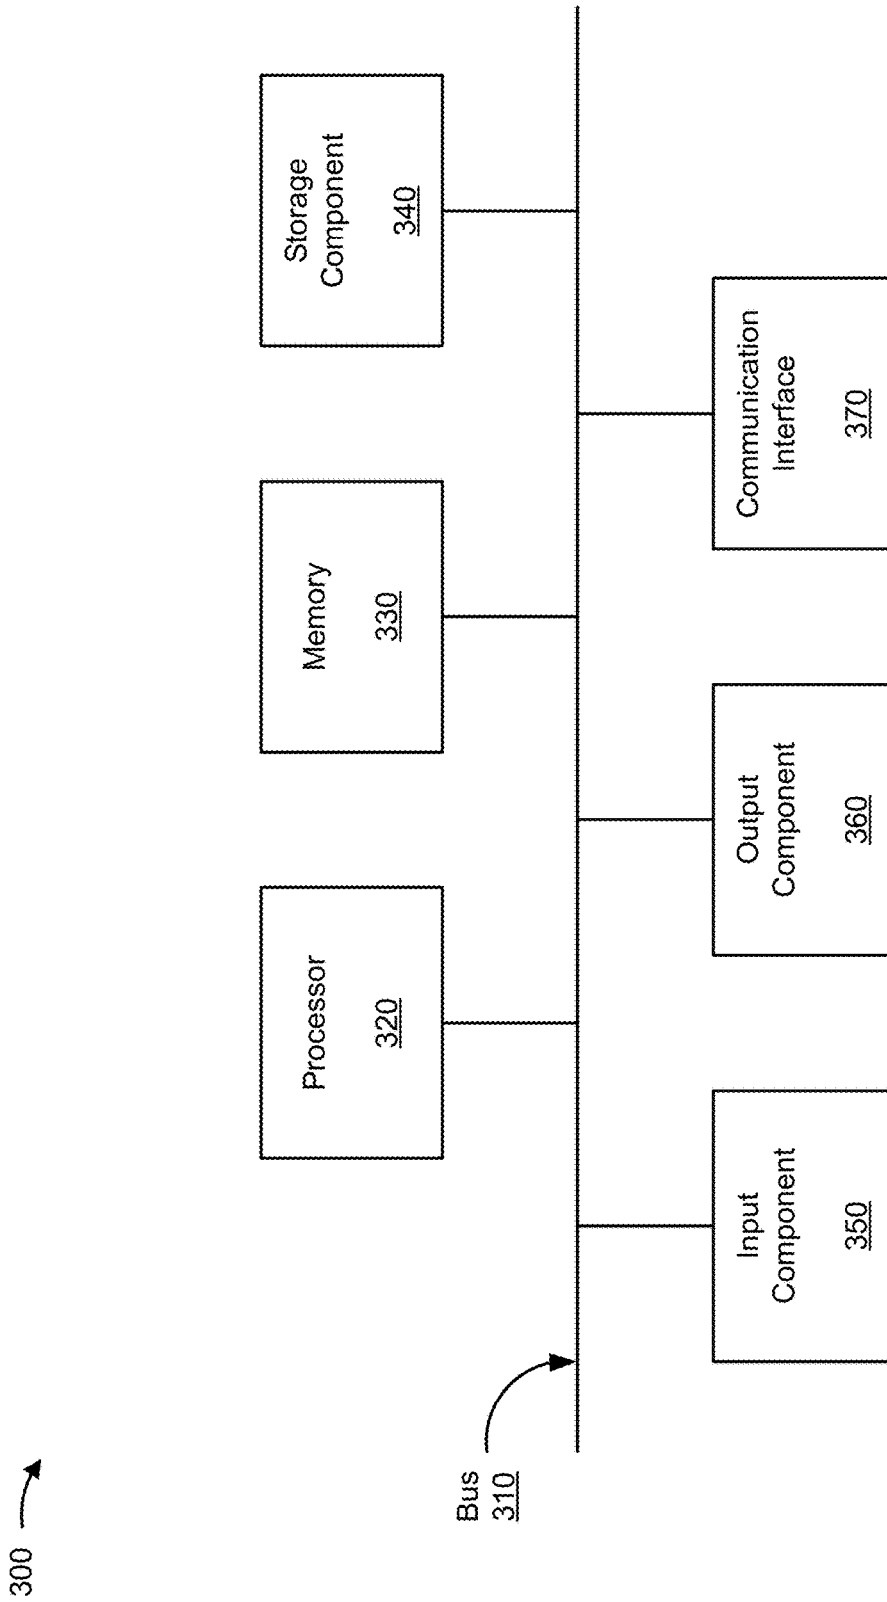 300
Processor
320
Memory
330
Storage
Component
340
Bus
310
Input
Component
350
Output
Component
360
Communication
Interface
370